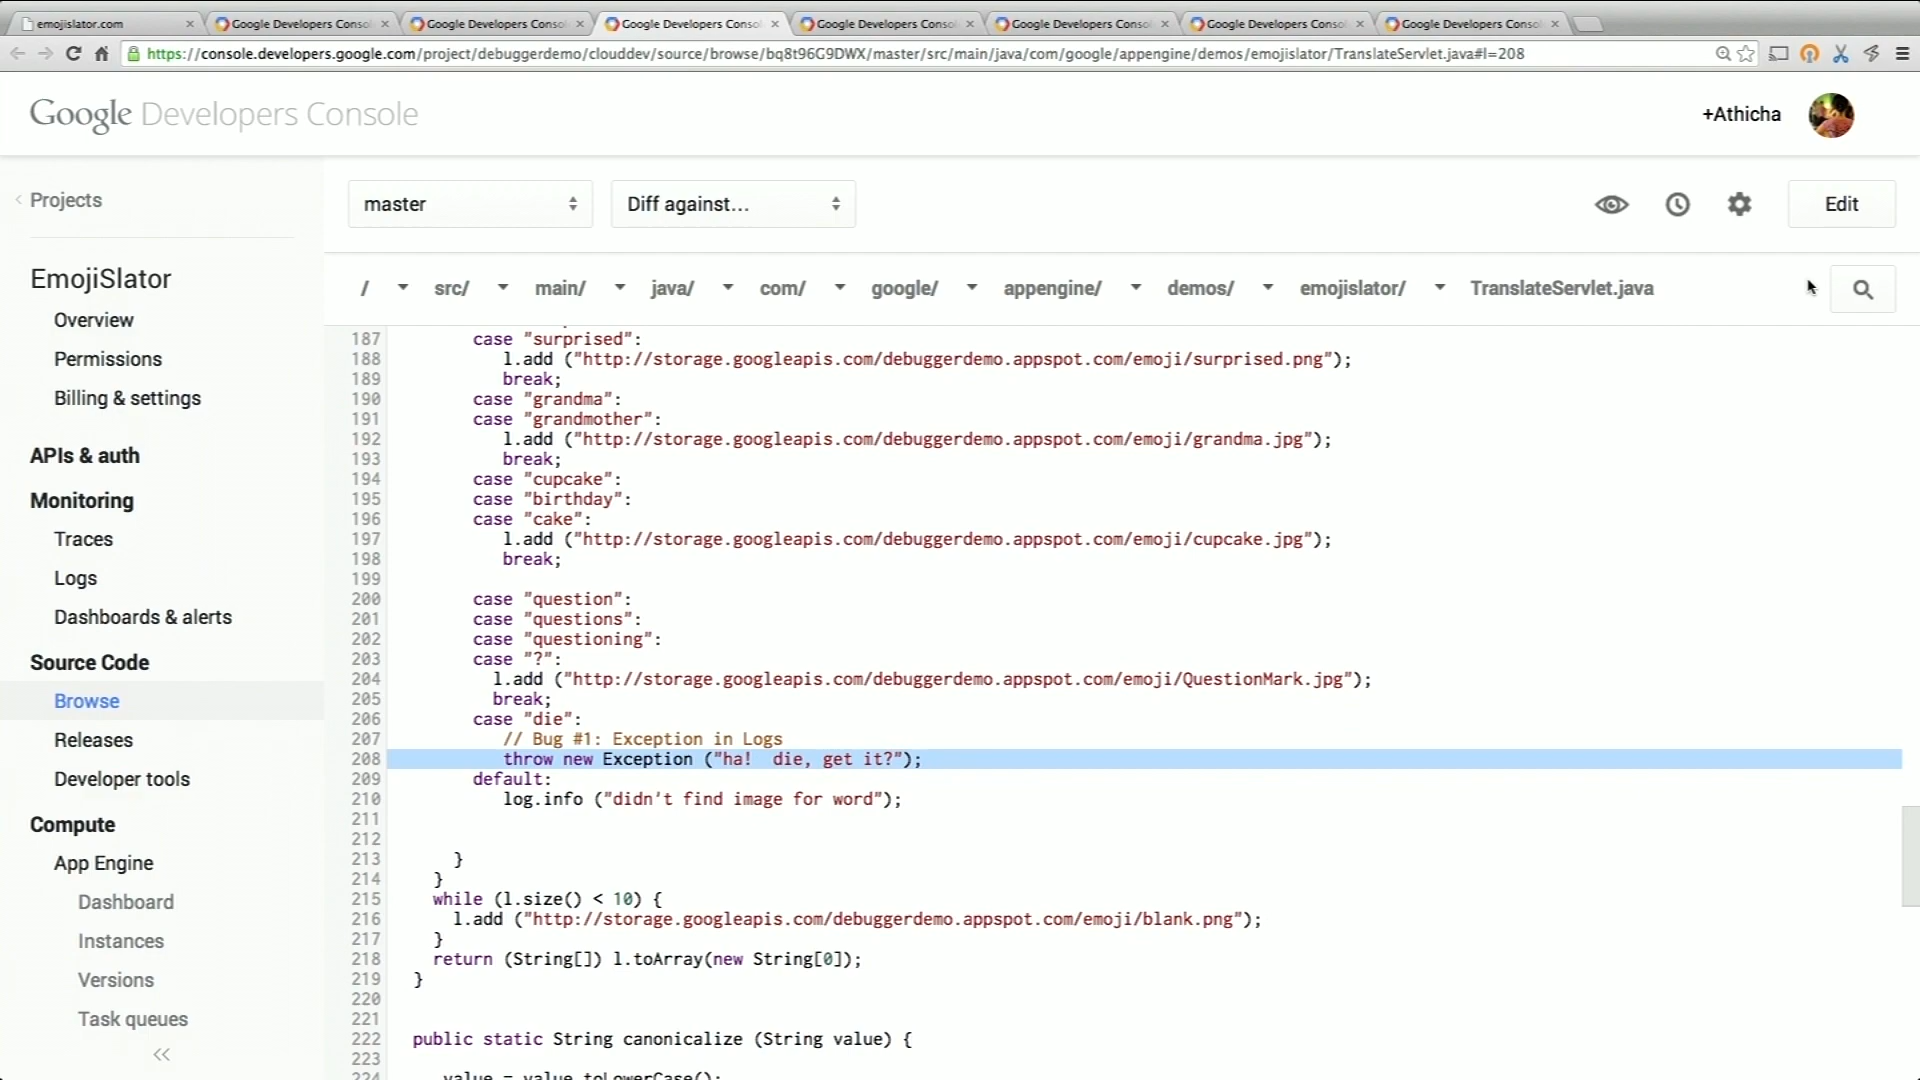 emojislator.com
Google Developers Consol
Google Developers Consol
Google Developers Consol
Google Developers Consol
Google Developers Consol
Google Developers Consol
Google Developers Consol
https://console.developers.google.com/project/debuggerdemo/clouddev/source/browse/bq8t96G9DWX/master/src/main/java/com/google/appengine/demos/emojislator/TranslateServlet.java#l=208
Google Developers Console
+Athicha
Projects
EmojiSlator
Overview
Permissions
Billing & settings
APIs & auth
Monitoring
Traces
Logs
Dashboards & alerts
Source Code
Browse
Releases
Developer tools
Compute
App Engine
Dashboard
Instances
Versions
Task queues
master
Diff against...
Edit
/ src/ main/ java/ com/ google/ appengine/ demos/ emojislator/ TranslateServlet.java
187 case "surprised":
188 l.add ("http://storage.googleapis.com/debuggerdemo.appspot.com/emoji/surprised.png");
189 break;
190 case "grandma":
191 case "grandmother":
192 l.add ("http://storage.googleapis.com/debuggerdemo.appspot.com/emoji/grandma.jpg");
193 break;
194 case "cupcake":
195 case "birthday":
196 case "cake":
197 l.add ("http://storage.googleapis.com/debuggerdemo.appspot.com/emoji/cupcake.jpg");
198 break;
199
200 case "question":
201 case "questions":
202 case "questioning":
203 case "?":
204 l.add ("http://storage.googleapis.com/debuggerdemo.appspot.com/emoji/QuestionMark.jpg");
205 break;
206 case "die":
207 // Bug #1: Exception in Logs
208 throw new Exception ("ha!  die, get it?");
209 default:
210 log.info ("didn't find image for word");
211
212
213 }
214 }
215 while (l.size() < 10) {
216 l.add ("http://storage.googleapis.com/debuggerdemo.appspot.com/emoji/blank.png");
217 }
218 return (String[]) l.toArray(new String[0]);
219 }
220
221
222 public static String canonicalize (String value) {
223
224 value = value.toLowerCase();